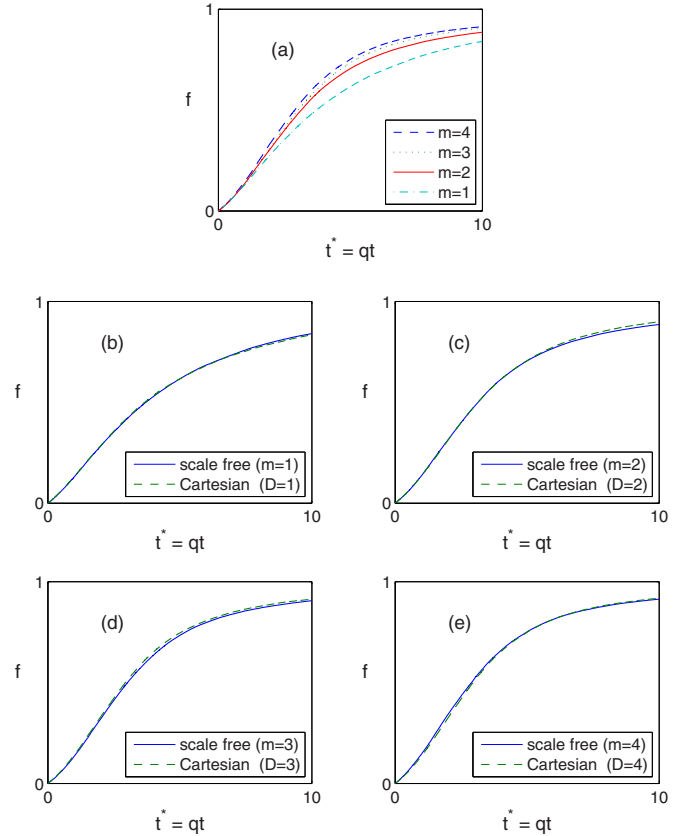 1
(a)
f
m=4
m=3
m=2
m=1
0
0
10
t* = qt
1
(b)
f
scale free (m=1)
Cartesian (D=1)
0
0
10
t* = qt
1
(c)
f
scale free (m=2)
Cartesian (D=2)
0
0
10
t* = qt
1
(d)
f
scale free (m=3)
Cartesian (D=3)
0
0
10
t* = qt
1
(e)
f
scale free (m=4)
Cartesian (D=4)
0
0
10
t* = qt